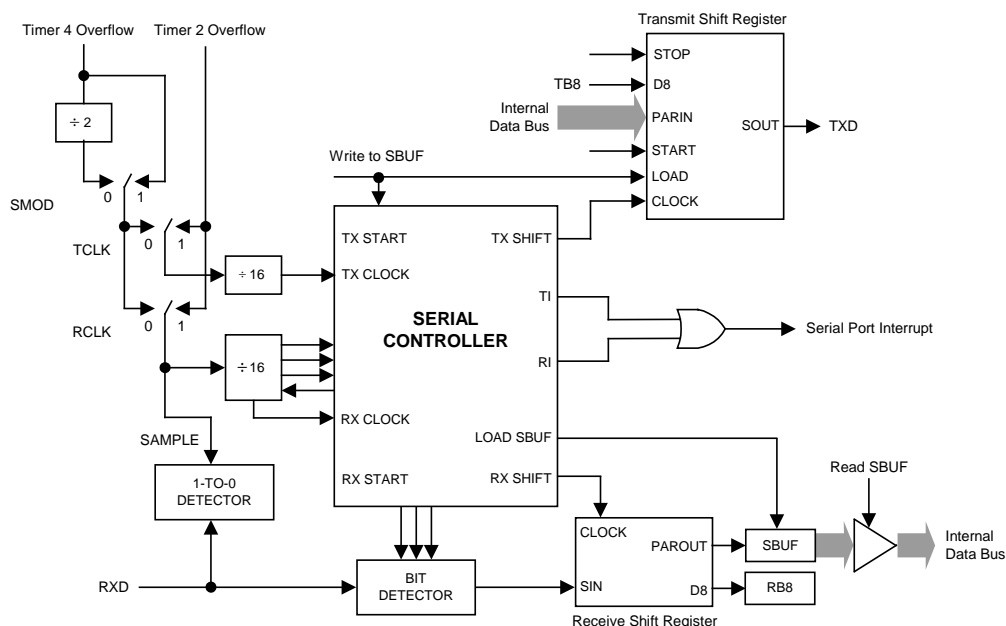 Transmit Shift Register
Timer 4 Overflow
Timer 2 Overflow
STOP
TB8
D8
÷ 2
Internal
Data Bus
PARIN
SOUT
TXD
START
Write to SBUF
LOAD
0
1
SMOD
CLOCK
TX START
TX SHIFT
TCLK
0
1
÷ 16
TX CLOCK
TI
SERIAL
CONTROLLER
Serial Port Interrupt
RCLK
0
1
RI
÷16
RX CLOCK
SAMPLE
LOAD SBUF
Read SBUF
1-TO-0
DETECTOR
RX START
RX SHIFT
CLOCK
PAROUT
SBUF
Internal
Data Bus
RXD
BIT
DETECTOR
SIN
D8
RB8
Receive Shift Register